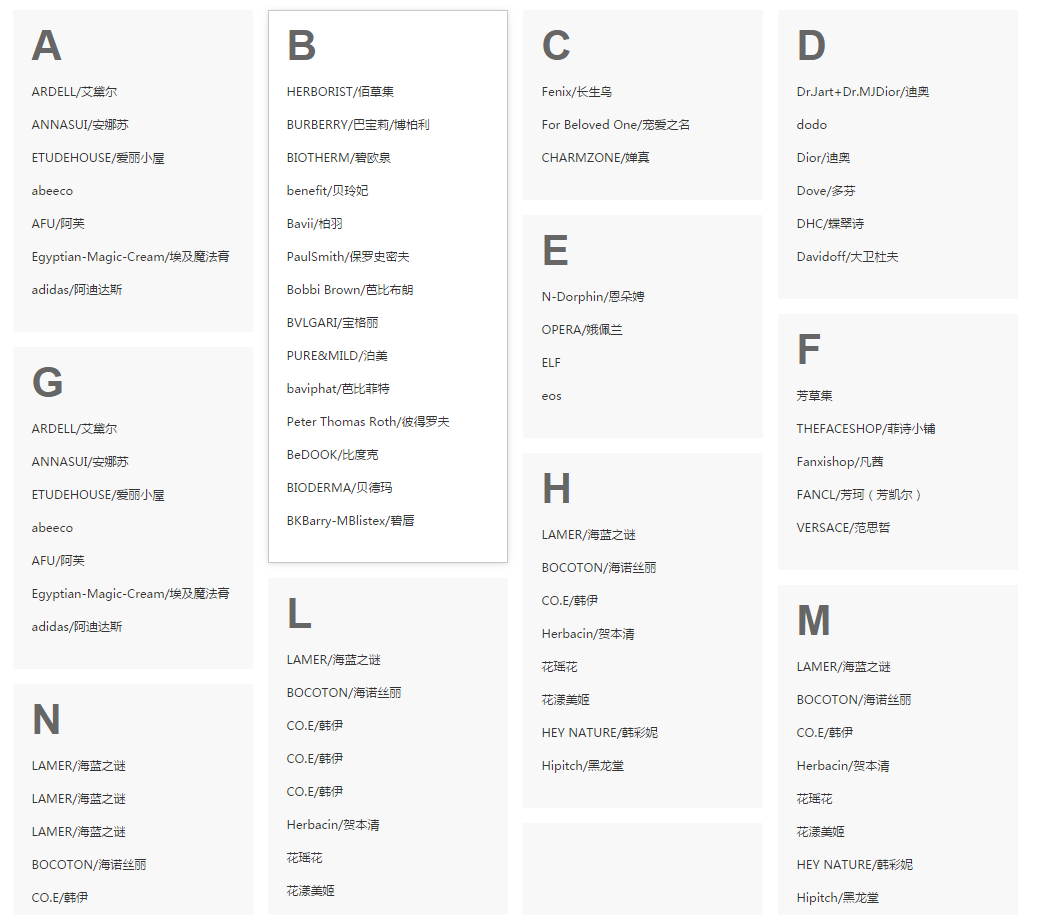 A
ARDELL/艾黛尔
ANNASUI/安娜苏
ETUDEHOUSE/爱丽小屋
abeeco
AFU/阿芙
Egyptian-Magic-Cream/埃及魔法膏
adidas/阿迪达斯
B
HERBORIST/佰草集
BURBERRY/巴宝莉/博柏利
BIOTHERM/碧欧泉
benefit/贝玲妃
Bavii/柏羽
PaulSmith/保罗史密夫
Bobbi Brown/芭比布朗
BVLGARI/宝格丽
PURE&MILD/泊美
baviphat/芭比菲特
Peter Thomas Roth/彼得罗夫
BeDOOK/比度克
BIODERMA/贝德玛
BKBarry-MBlistex/碧唇
C
Fenix/长生鸟
For Beloved One/宠爱之名
CHARMZONE/婵真
D
Dr.Jart+Dr.MJDior/迪奥
dodo
Dior/迪奥
Dove/多芬
DHC/蝶翠诗
Davidoff/大卫杜夫
E
N-Dorphin/恩朵娉
OPERA/娥佩兰
ELF
eos
F
芳草集
THEFACESHOP/菲诗小铺
Fanxishop/凡茜
FANCL/芳珂（芳凯尔）
VERSACE/范思哲
G
ARDELL/艾黛尔
ANNASUI/安娜苏
ETUDEHOUSE/爱丽小屋
abeeco
AFU/阿芙
Egyptian-Magic-Cream/埃及魔法膏
adidas/阿迪达斯
H
LAMER/海蓝之谜
BOCOTON/海诺丝丽
CO.E/韩伊
Herbacin/贺本清
花瑶花
花漾美姬
HEY NATURE/韩彩妮
Hipitch/黑龙堂
L
LAMER/海蓝之谜
BOCOTON/海诺丝丽
CO.E/韩伊
CO.E/韩伊
CO.E/韩伊
Herbacin/贺本清
花瑶花
花漾美姬
M
LAMER/海蓝之谜
BOCOTON/海诺丝丽
CO.E/韩伊
Herbacin/贺本清
花瑶花
花漾美姬
HEY NATURE/韩彩妮
Hipitch/黑龙堂
N
LAMER/海蓝之谜
LAMER/海蓝之谜
LAMER/海蓝之谜
BOCOTON/海诺丝丽
CO.E/韩伊